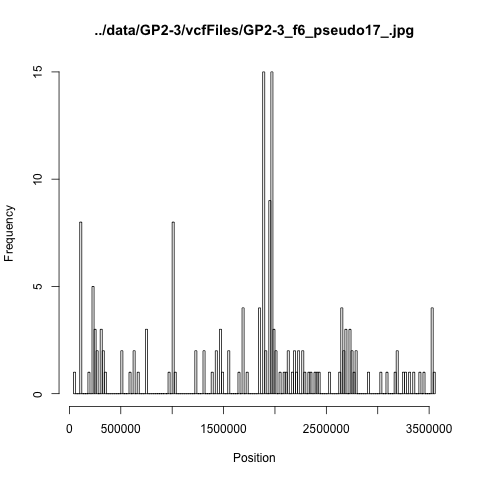 ../data/GP2-3/vcfFiles/GP2-3_f6_pseudo17_.jpg
15
10
5
0
Frequency
0 500000 1500000 2500000 3500000
Position